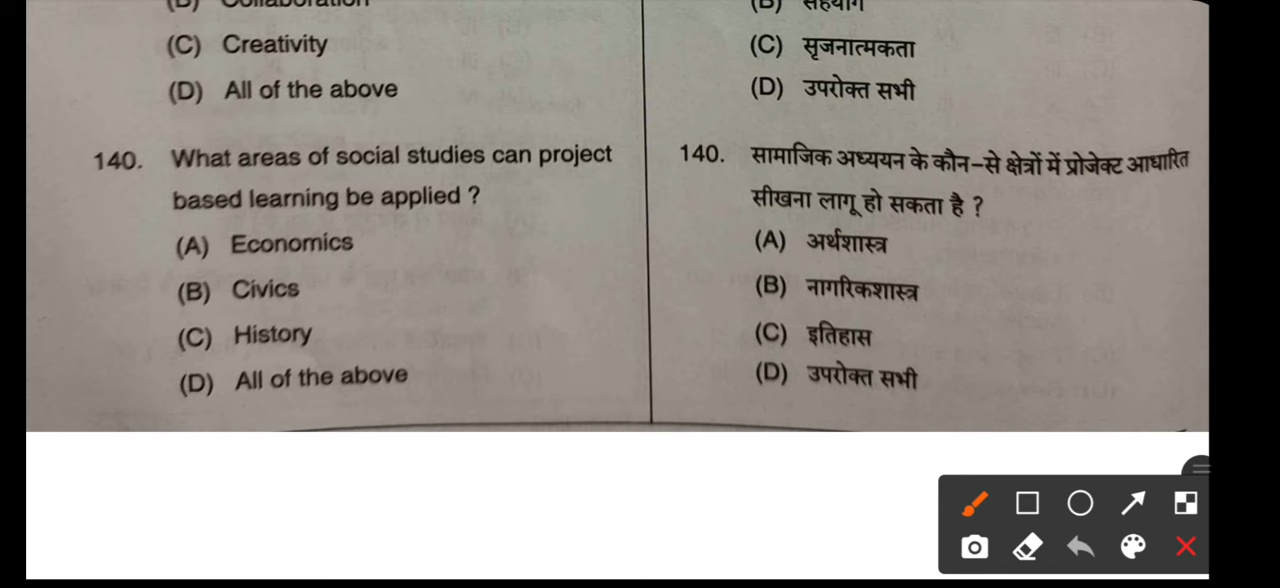 (C) Creativity
(D) All of the above
140. What areas of social studies can project
based learning be applied ?
(A) Economics
(B) Civics
(C) History
(D) All of the above
(C) सृजनात्मकता
(D) उपरोक्त सभी
140. सामाजिक अध्ययन के कौन-से क्षेत्रों में प्रोजेक्ट आधारित
सीखना लागू हो सकता है ?
(A) अर्थशास्त्र
(B) नागरिकशास्त्र
(C) इतिहास
(D) उपरोक्त सभी